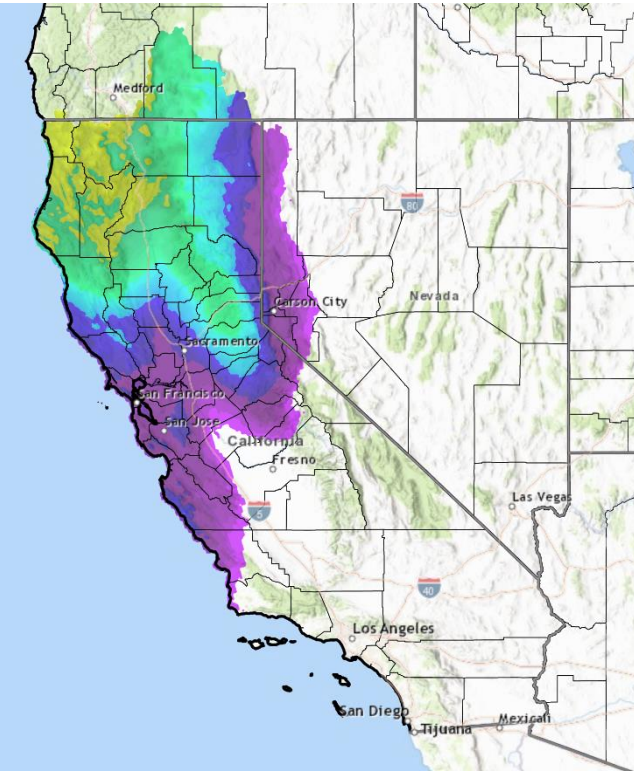 Medford
80
Carson City
Nevada
Sacramento
San Francisco
San Jose
California
Fresno
Las Vegas
5
40
Los Angeles
San Diego
Mexicali
Tijuana